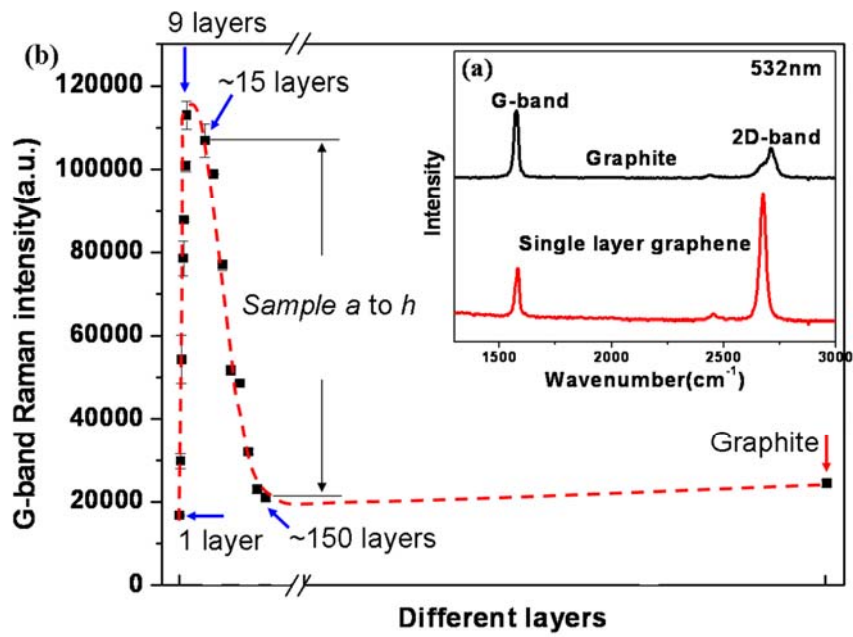 9 layers
(b)
~15 layers
120000
100000
80000
60000
40000
20000
0
G-band Raman intensity(a.u.)
Sample a to h
1 layer
~150 layers
Graphite
Different layers
(a)
532nm
G-band
2D-band
Graphite
Single layer graphene
Intensity
1500
2000
2500
3000
Wavenumber(cm⁻¹)